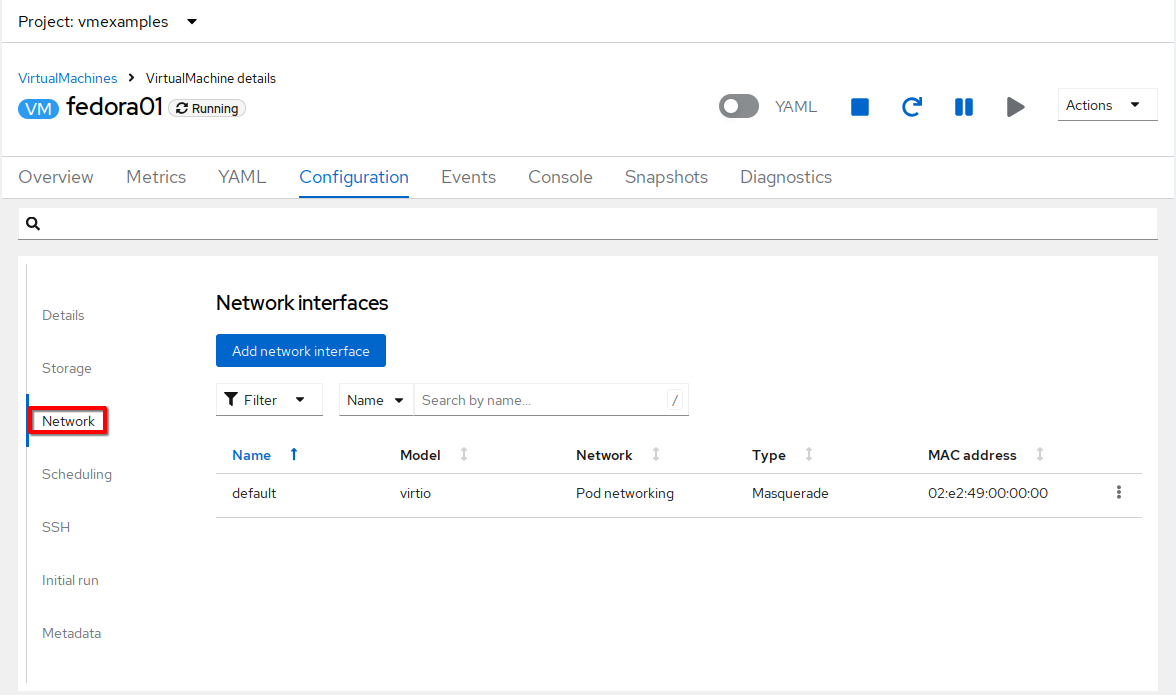 Project: vmexamples
VirtualMachines VirtualMachine details
VM fedora01 Running YAML Actions
Overview Metrics YAML Configuration Events Console Snapshots Diagnostics
Details
Storage
Network
Scheduling
SSH
Initial run
Metadata
Network interfaces
Add network interface
Filter Name Search by name... /
Name Model Network Type MAC address
default virtio Pod networking Masquerade 02:e2:49:00:00:00